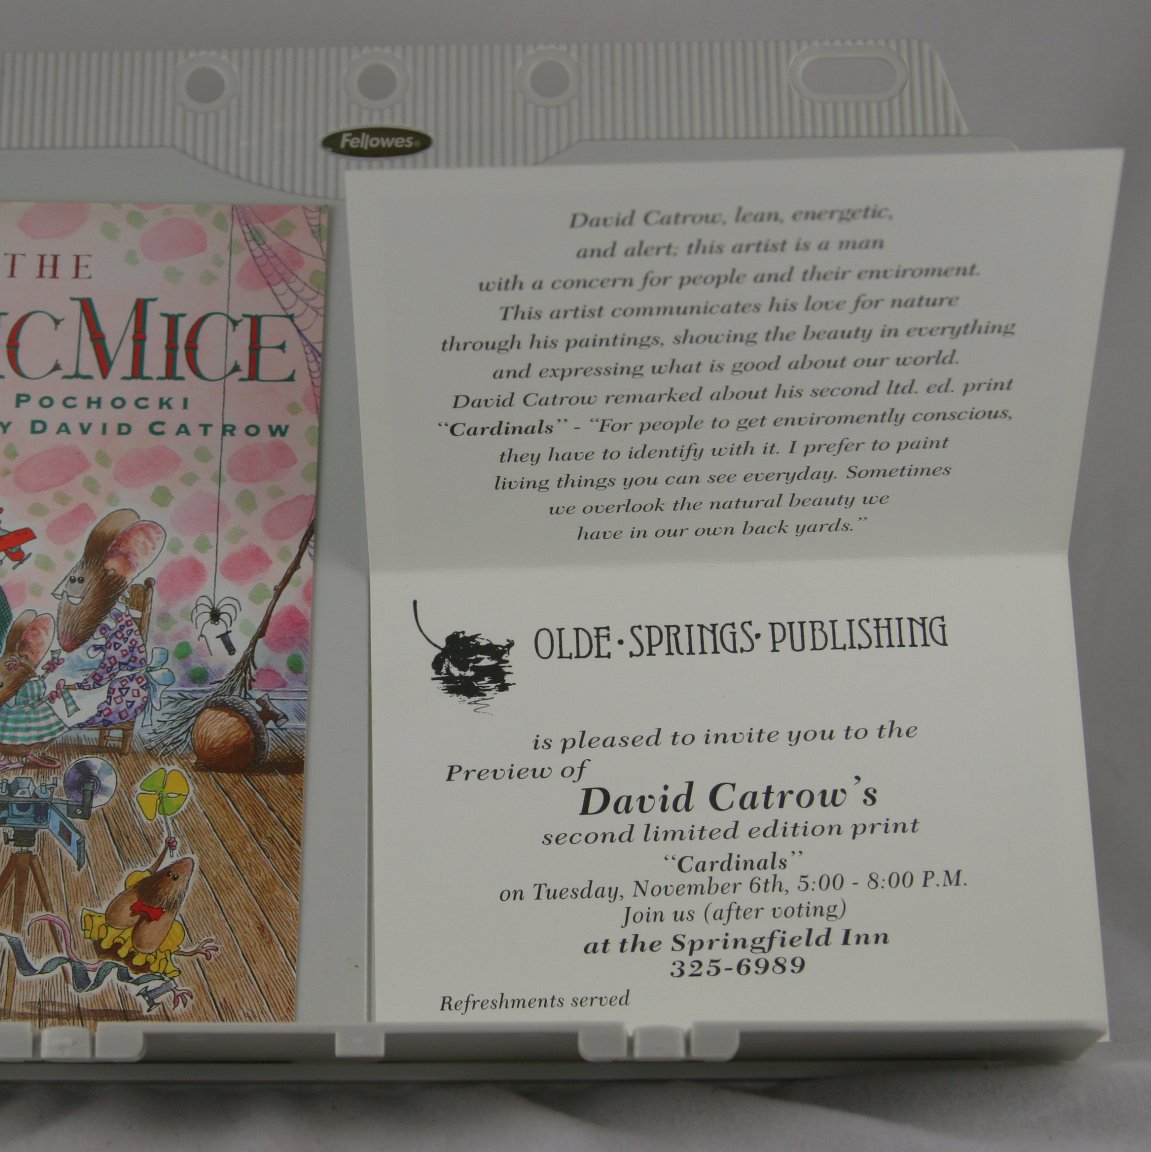 Fellowes
THE
ICMICE
POCHOCKI
Y DAVID CATROW
David Catrow, lean, energetic,
and alert; this artist is a man
with a concern for people and their enviroment.
This artist communicates his love for nature
through his paintings, showing the beauty in everything
and expressing what is good about our world.
David Catrow remarked about his second ltd. ed. print
“Cardinals” - “For people to get enviromently conscious,
they have to identify with it. I prefer to paint
living things you can see everyday. Sometimes
we overlook the natural beauty we
have in our own back yards.”
OLDE·SPRINGS·PUBLISHING
is pleased to invite you to the
Preview of
David Catrow’s
second limited edition print
“Cardinals”
on Tuesday, November 6th, 5:00 - 8:00 P.M.
Join us (after voting)
at the Springfield Inn
325-6989
Refreshments served